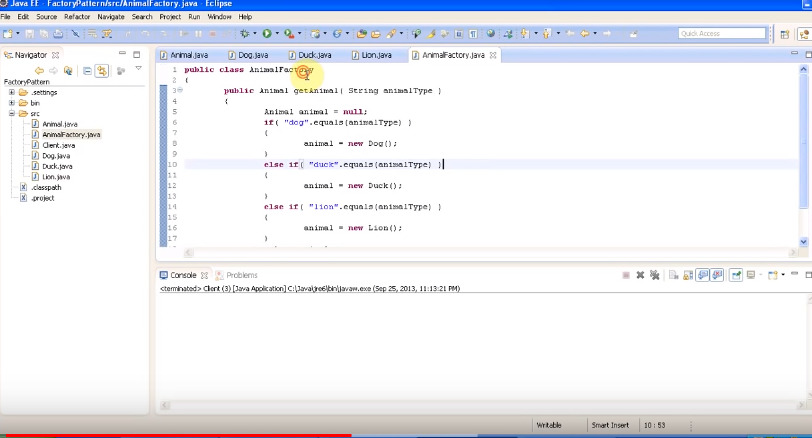 Java EE - FactoryPattern/src/AnimalFactory.java - Eclipse
File Edit Source Refactor Navigate Search Project Run Window Help
Quick Access
Navigator
FactoryPattern
.settings
bin
src
Animal.java
AnimalFactory.java
Client.java
Dog.java
Duck.java
Lion.java
.classpath
.project
Animal.java Dog.java Duck.java Lion.java AnimalFactory.java
1 public class AnimalFactory
2 {
3 public Animal getAnimal( String animalType )
4 {
5 Animal animal = null;
6 if( "dog".equals(animalType) )
7 {
8 animal = new Dog();
9 }
10 else if( "duck".equals(animalType) )
11 {
12 animal = new Duck();
13 }
14 else if( "lion".equals(animalType) )
15 {
16 animal = new Lion();
17 }
Console Problems
<terminated> Client (3) [Java Application] C:\Java\jre6\bin\javaw.exe (Sep 25, 2013, 11:13:21 PM)
Writable Smart Insert 10 : 53